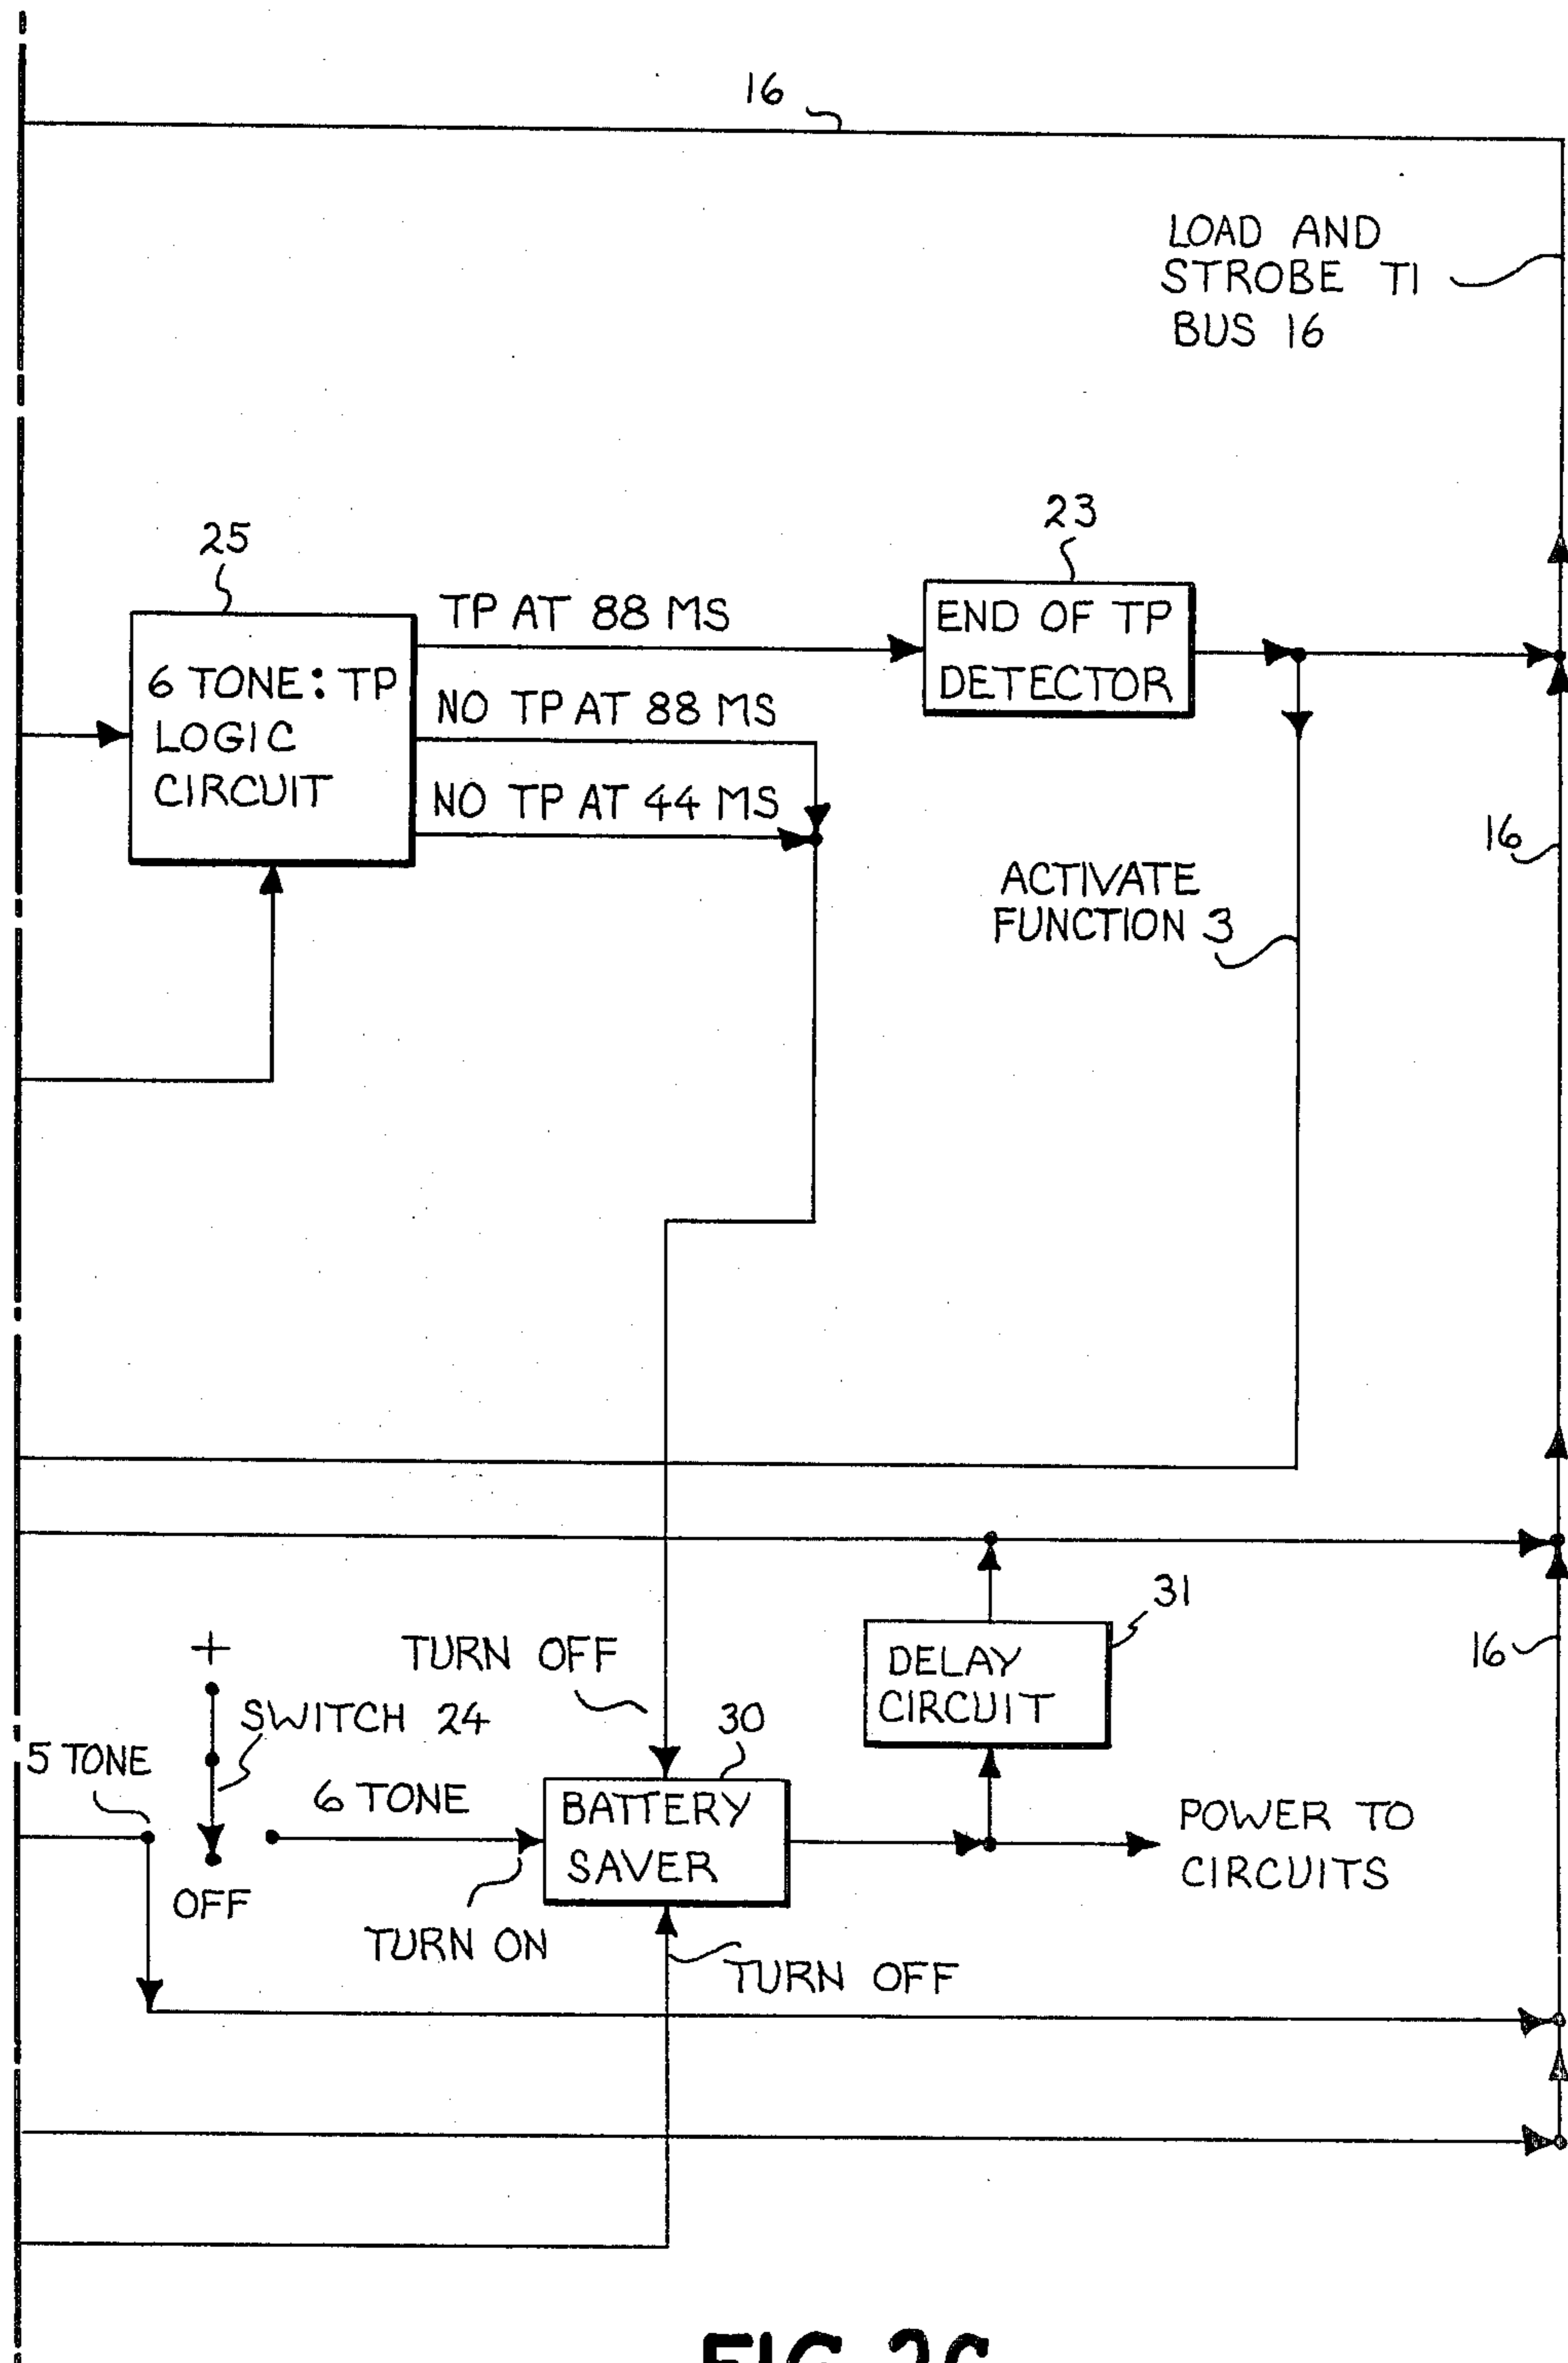 16
LOAD AND
STROBE T1
BUS 16
25
23
TP AT 88 MS
END OF TP
DETECTOR
6 TONE: TP
LOGIC
CIRCUIT
NO TP AT 88 MS
NO TP AT 44 MS
16
ACTIVATE
FUNCTION 3
31
+
TURN OFF
DELAY
CIRCUIT
16
SWITCH 24
30
5 TONE
6 TONE
BATTERY
SAVER
POWER TO
CIRCUITS
OFF
TURN ON
TURN OFF
FIG. 2C